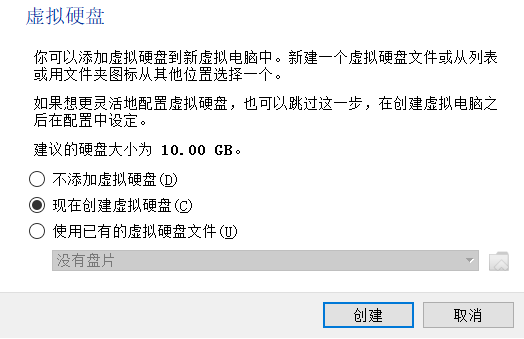 虚拟硬盘
你可以添加虚拟硬盘到新虚拟电脑中。新建一个虚拟硬盘文件或从列表
或用文件夹图标从其他位置选择一个。
如果想更灵活地配置虚拟硬盘，也可以跳过这一步，在创建虚拟电脑之
后在配置中设定。
建议的硬盘大小为 10.00 GB。
不添加虚拟硬盘(D)
现在创建虚拟硬盘(C)
使用已有的虚拟硬盘文件(U)
没有盘片
创建
取消